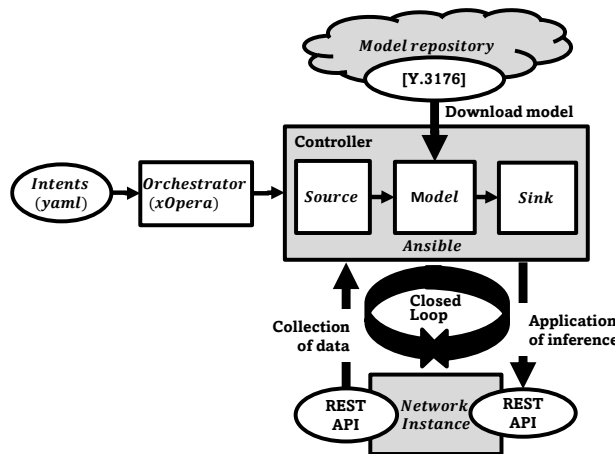 Model repository
[Y.3176]
Download model
Controller
Intents
(yaml)
Orchestrator
(xOpera)
Source
Model
Sink
Ansible
Closed
Loop
Collection
of data
Application
of inference
REST
API
Network
Instance
REST
API